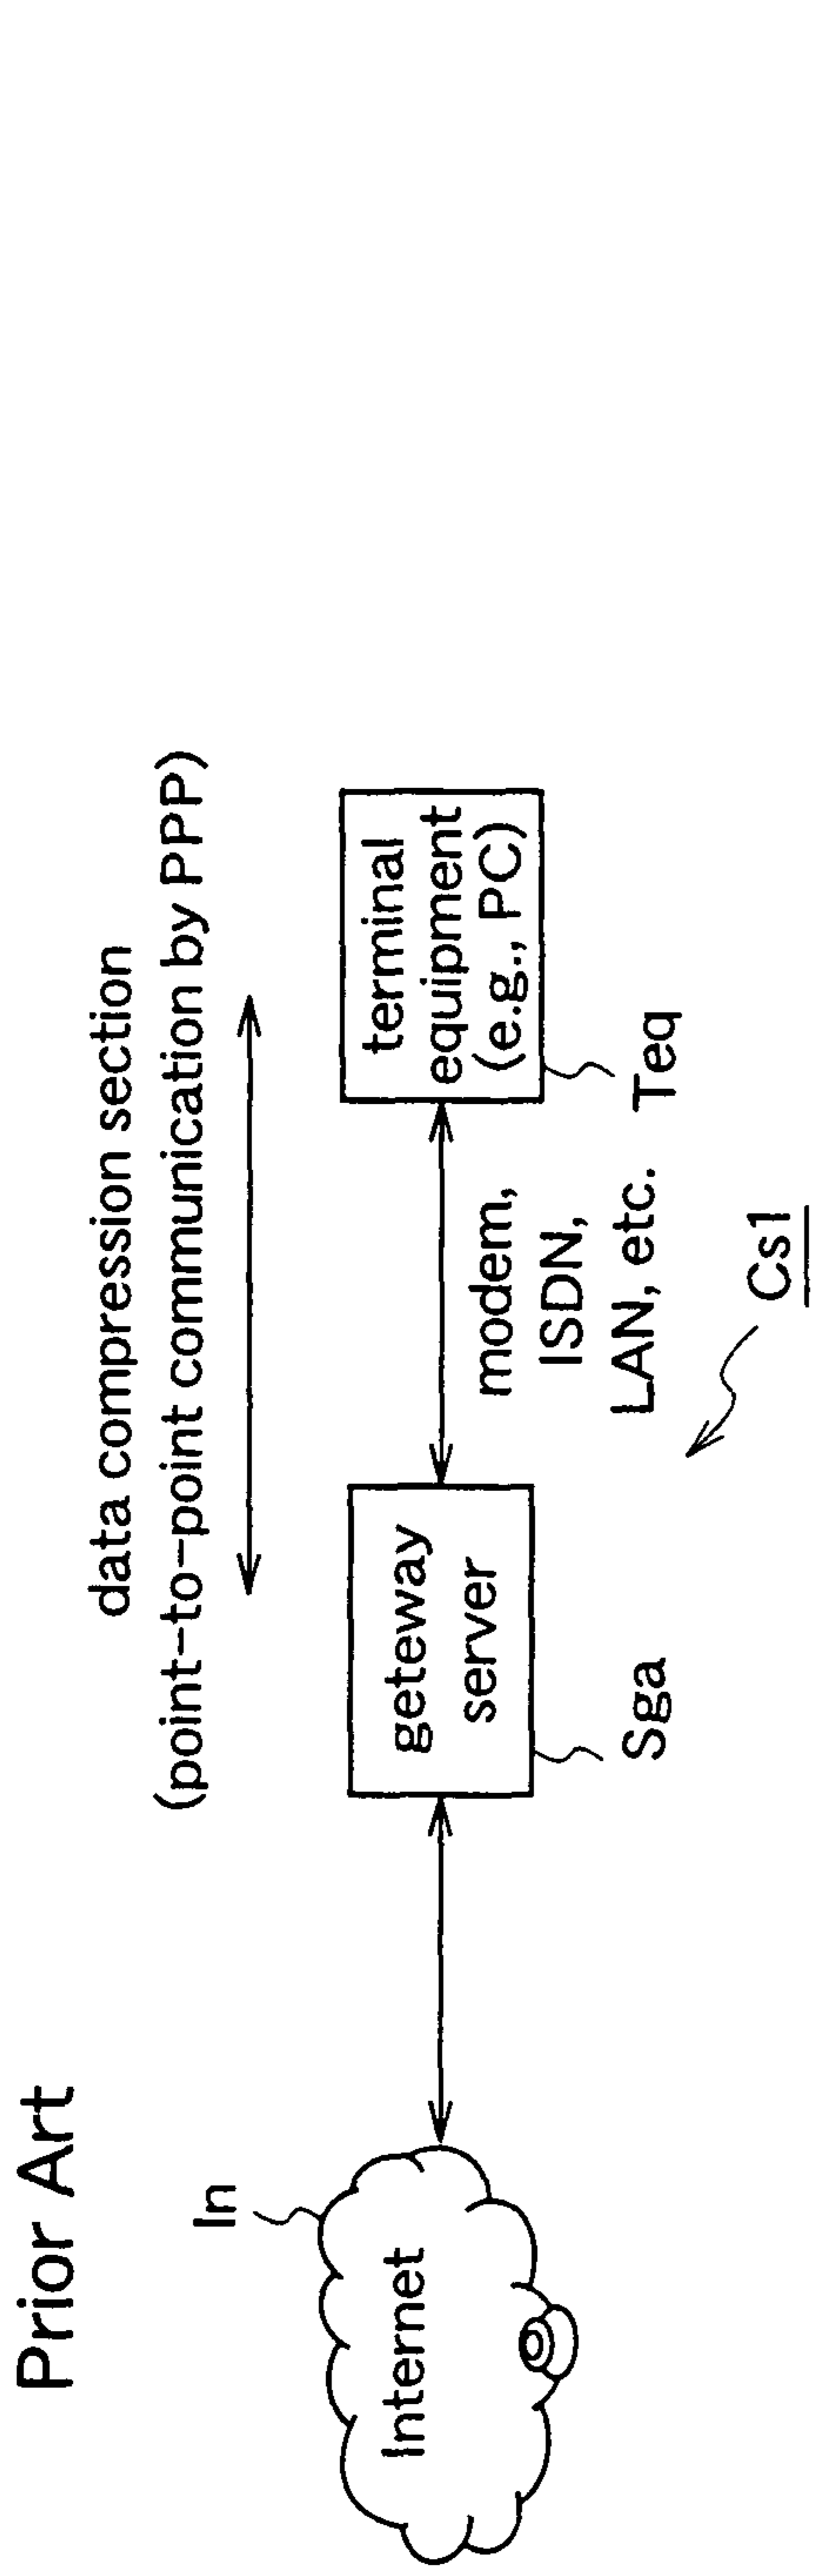 Prior Art
data compression section
(point-to-point communication by PPP)
In
Internet
geteway
server
terminal
equipment
(e.g., PC)
modem,
ISDN,
LAN, etc.
Sga
Teq
Cs1